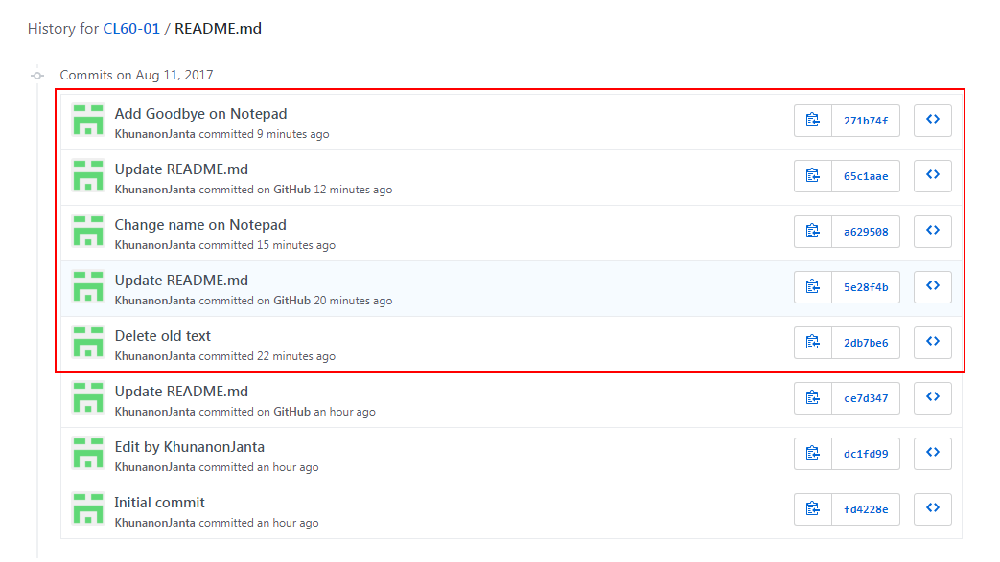 History for CL60-01 / README.md
Commits on Aug 11, 2017
Add Goodbye on Notepad
KhunanonJanta committed 9 minutes ago
271b74f
Update README.md
KhunanonJanta committed on GitHub 12 minutes ago
65c1aae
Change name on Notepad
KhunanonJanta committed 15 minutes ago
a629508
Update README.md
KhunanonJanta committed on GitHub 20 minutes ago
5e28f4b
Delete old text
KhunanonJanta committed 22 minutes ago
2db7be6
Update README.md
KhunanonJanta committed on GitHub an hour ago
ce7d347
Edit by KhunanonJanta
KhunanonJanta committed an hour ago
dc1fd99
Initial commit
KhunanonJanta committed an hour ago
fd4228e